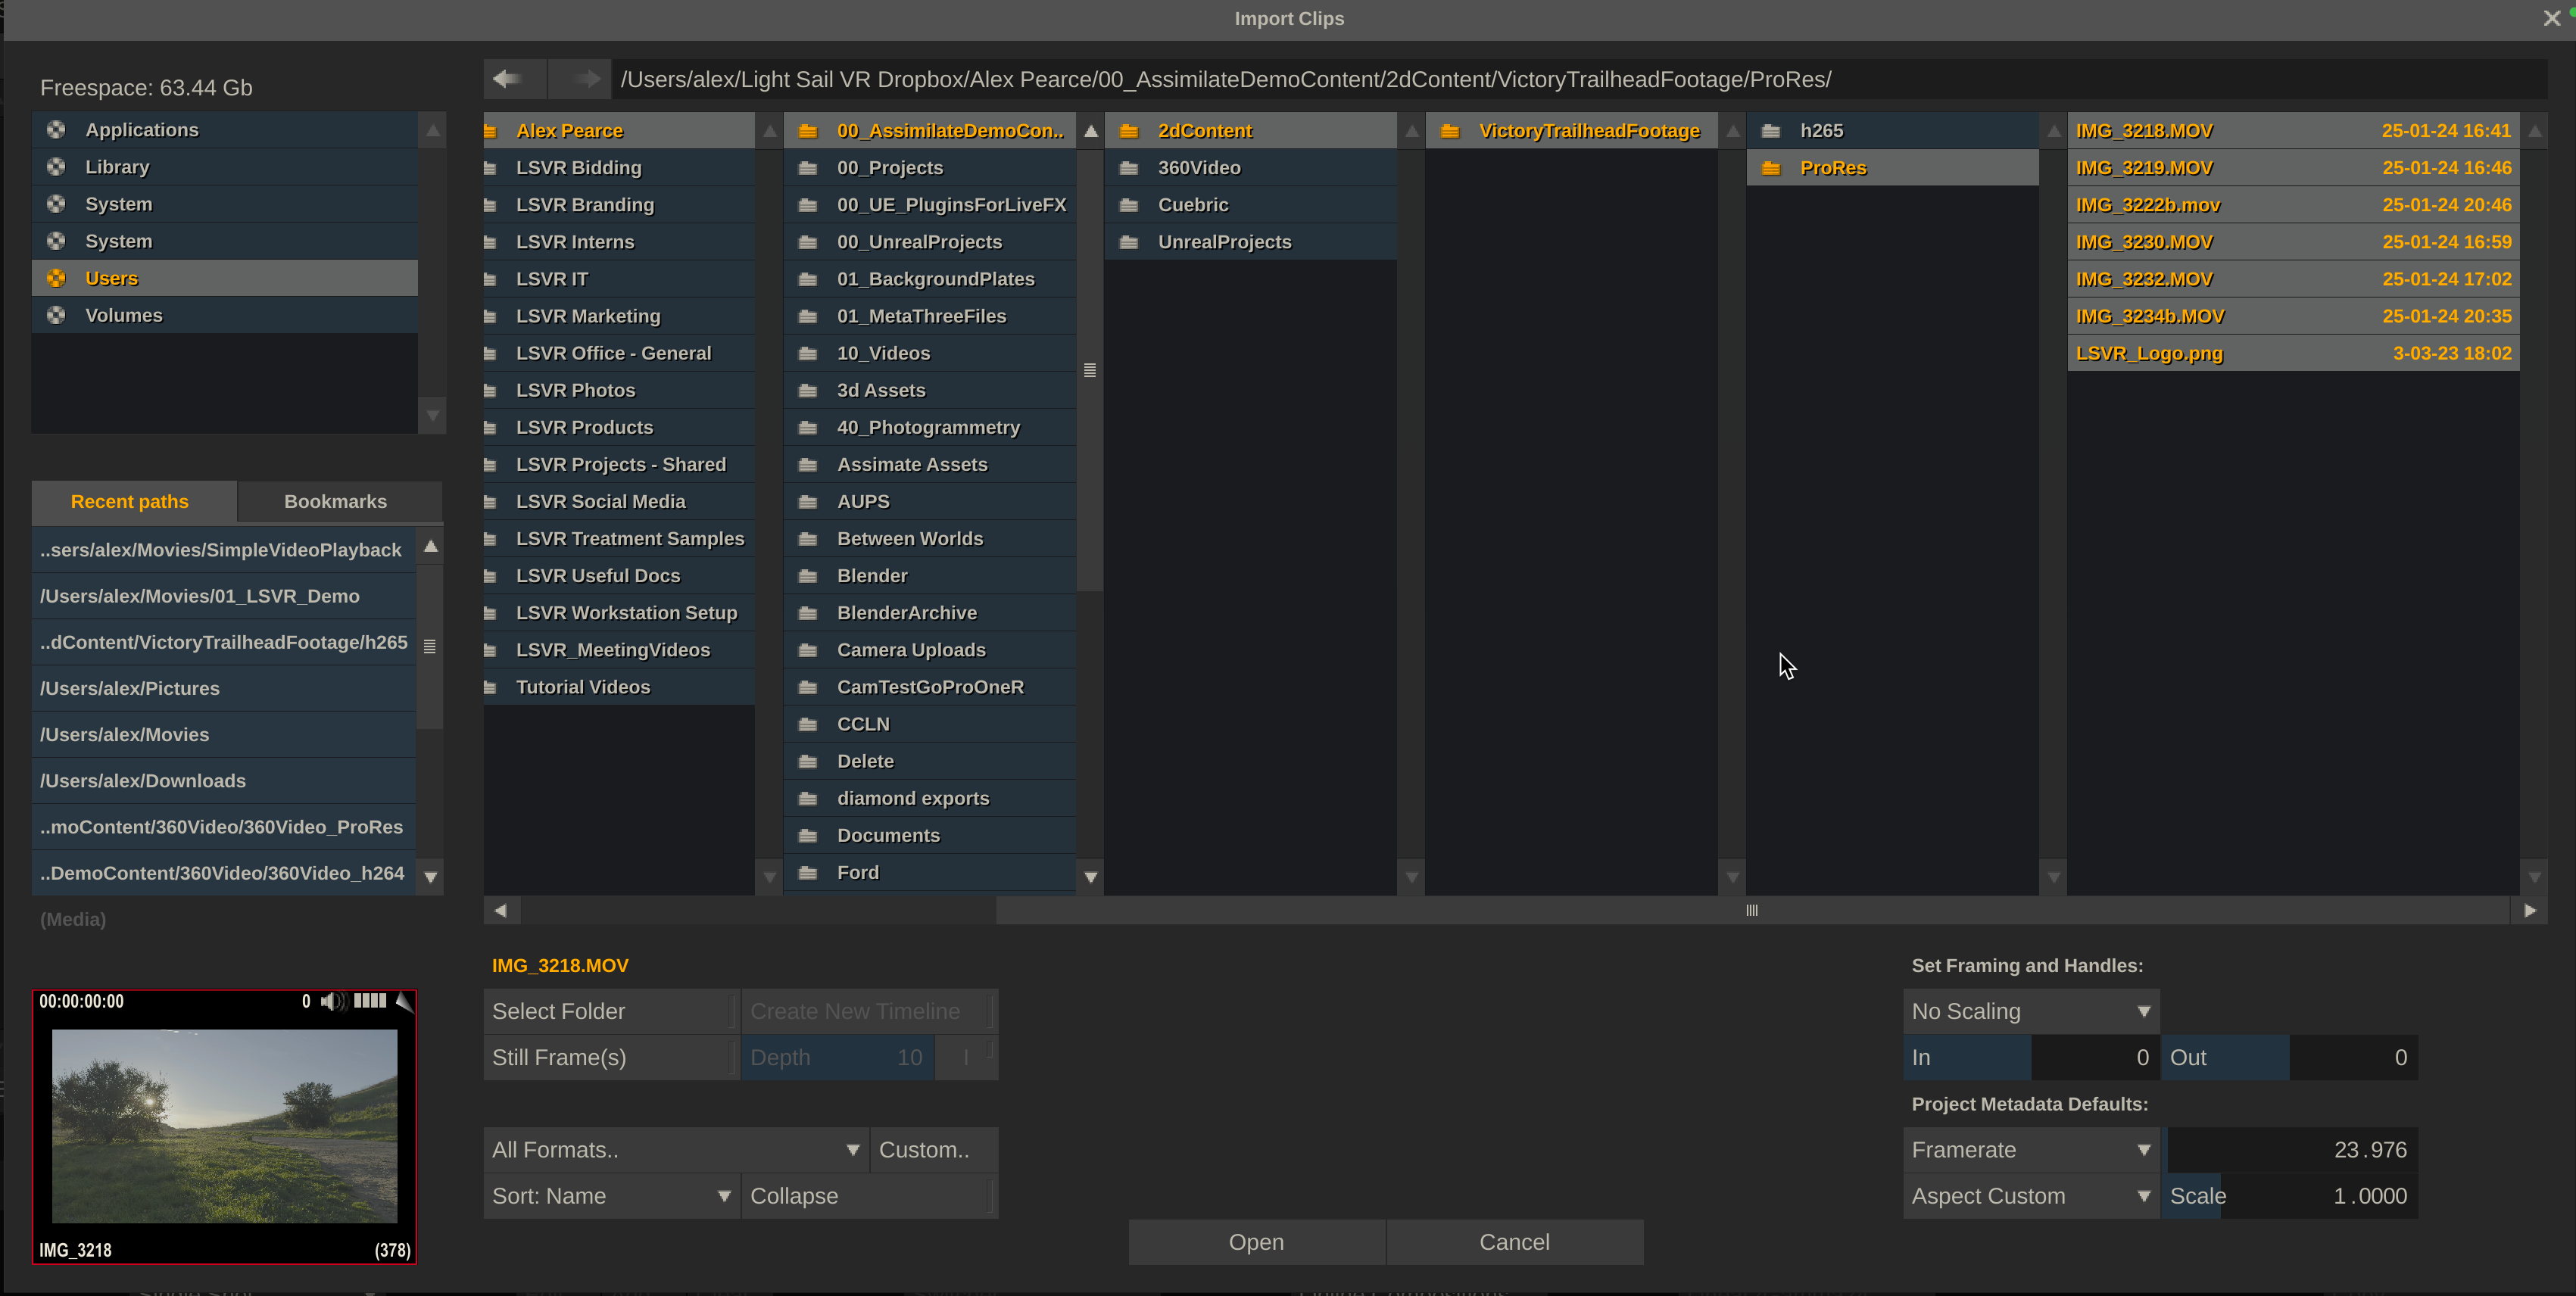 Import Clips
Freespace: 63.44 Gb
/Users/alex/Light Sail VR Dropbox/Alex Pearce/00_AssimilateDemoContent/2dContent/VictoryTrailheadFootage/ProRes/
Applications
Library
System
System
Users
Volumes
Recent paths
Bookmarks
..sers/alex/Movies/SimpleVideoPlayback
/Users/alex/Movies/01_LSVR_Demo
..dContent/VictoryTrailheadFootage/h265
/Users/alex/Pictures
/Users/alex/Movies
/Users/alex/Downloads
..moContent/360Video/360Video_ProRes
..DemoContent/360Video/360Video_h264
(Media)
00:00:00:00 0
IMG_3218 (378)
Alex Pearce
LSVR Bidding
LSVR Branding
LSVR Interns
LSVR IT
LSVR Marketing
LSVR Office - General
LSVR Photos
LSVR Products
LSVR Projects - Shared
LSVR Social Media
LSVR Treatment Samples
LSVR Useful Docs
LSVR Workstation Setup
LSVR_MeetingVideos
Tutorial Videos
00_AssimilateDemoCon..
00_Projects
00_UE_PluginsForLiveFX
00_UnrealProjects
01_BackgroundPlates
01_MetaThreeFiles
10_Videos
3d Assets
40_Photogrammetry
Assimate Assets
AUPS
Between Worlds
Blender
BlenderArchive
Camera Uploads
CamTestGoProOneR
CCLN
Delete
diamond exports
Documents
Ford
2dContent
360Video
Cuebric
UnrealProjects
VictoryTrailheadFootage
h265
ProRes
IMG_3218.MOV 25-01-24 16:41
IMG_3219.MOV 25-01-24 16:46
IMG_3222b.mov 25-01-24 20:46
IMG_3230.MOV 25-01-24 16:59
IMG_3232.MOV 25-01-24 17:02
IMG_3234b.MOV 25-01-24 20:35
LSVR_Logo.png 3-03-23 18:02
IMG_3218.MOV
Select Folder Create New Timeline
Still Frame(s) Depth 10 I
All Formats.. Custom..
Sort: Name Collapse
Open Cancel
Set Framing and Handles:
No Scaling
In 0 Out 0
Project Metadata Defaults:
Framerate 23.976
Aspect Custom Scale 1.0000